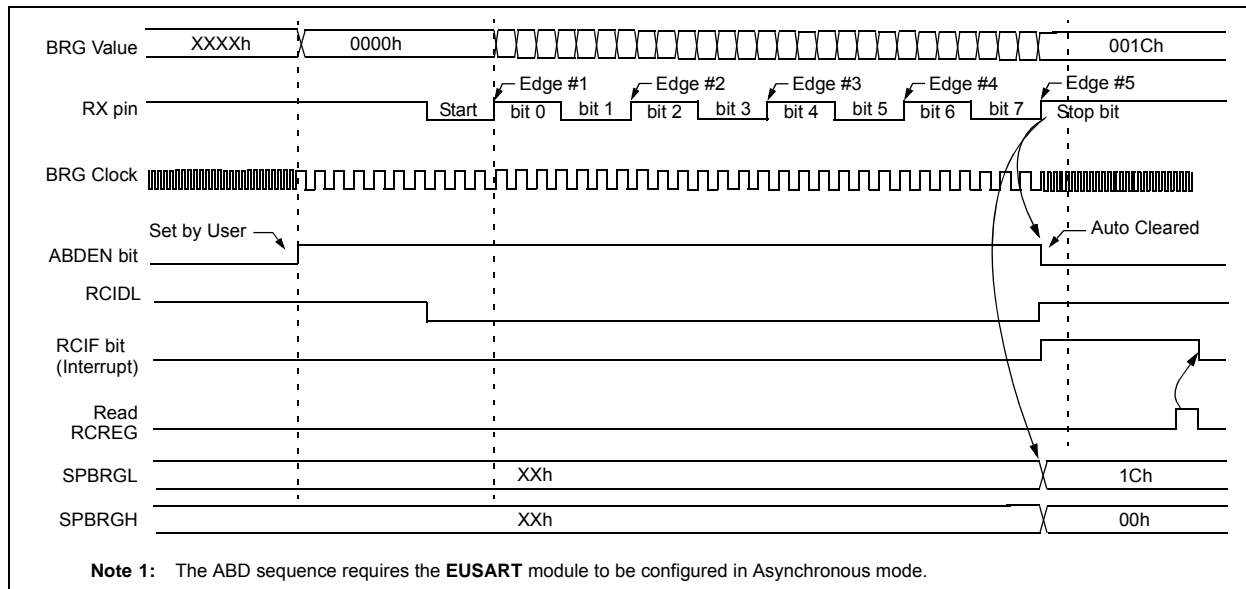 BRG Value XXXXh 0000h 001Ch
Edge #1 Edge #2 Edge #3 Edge #4 Edge #5
RX pin Start bit 0 bit 1 bit 2 bit 3 bit 4 bit 5 bit 6 bit 7 Stop bit
BRG Clock
Set by User Auto Cleared
ABDEN bit
RCIDL
RCIF bit
(Interrupt)
Read
RCREG
SPBRGL XXh 1Ch
SPBRGH XXh 00h
Note 1: The ABD sequence requires the EUSART module to be configured in Asynchronous mode.